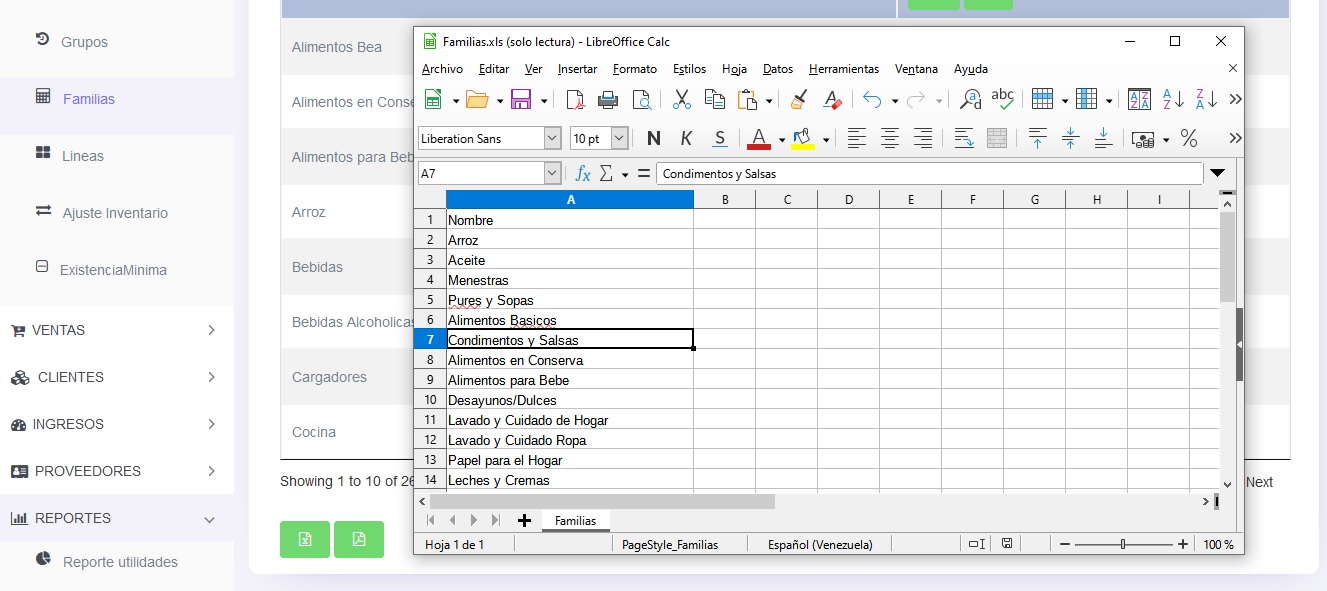 Grupos
Familias
Lineas
Ajuste Inventario
ExistenciaMinima
VENTAS
CLIENTES
INGRESOS
PROVEEDORES
REPORTES
Reporte utilidades
Alimentos Bea
Alimentos en Conse
Alimentos para Beb
Arroz
Bebidas
Bebidas Alcoholicas
Cargadores
Cocina
Showing 1 to 10 of 26
Next
Familias.xls (solo lectura) - LibreOffice Calc
Archivo Editar Ver Insertar Formato Estilos Hoja Datos Herramientas Ventana Ayuda
abc
Liberation Sans 10 pt N K S A %
A7 fx Σ = Condimentos y Salsas
A B C D E F G H I
1 Nombre
2 Arroz
3 Aceite
4 Menestras
5 Pures y Sopas
6 Alimentos Basicos
7 Condimentos y Salsas
8 Alimentos en Conserva
9 Alimentos para Bebe
10 Desayunos/Dulces
11 Lavado y Cuidado de Hogar
12 Lavado y Cuidado Ropa
13 Papel para el Hogar
14 Leches y Cremas
Familias
Hoja 1 de 1 PageStyle_Familias Español (Venezuela) 100 %